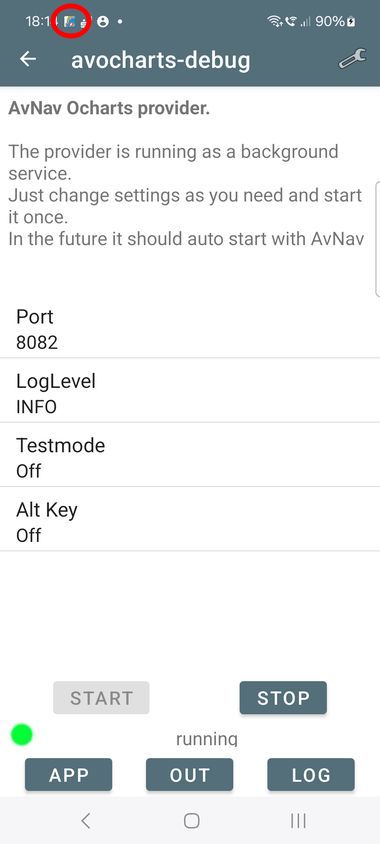 18:14
90%
avocharts-debug
AvNav Ocharts provider.
The provider is running as a background
service.
Just change settings as you need and start
it once.
In the future it should auto start with AvNav
Port
8082
LogLevel
INFO
Testmode
Off
Alt Key
Off
START
STOP
running
APP
OUT
LOG